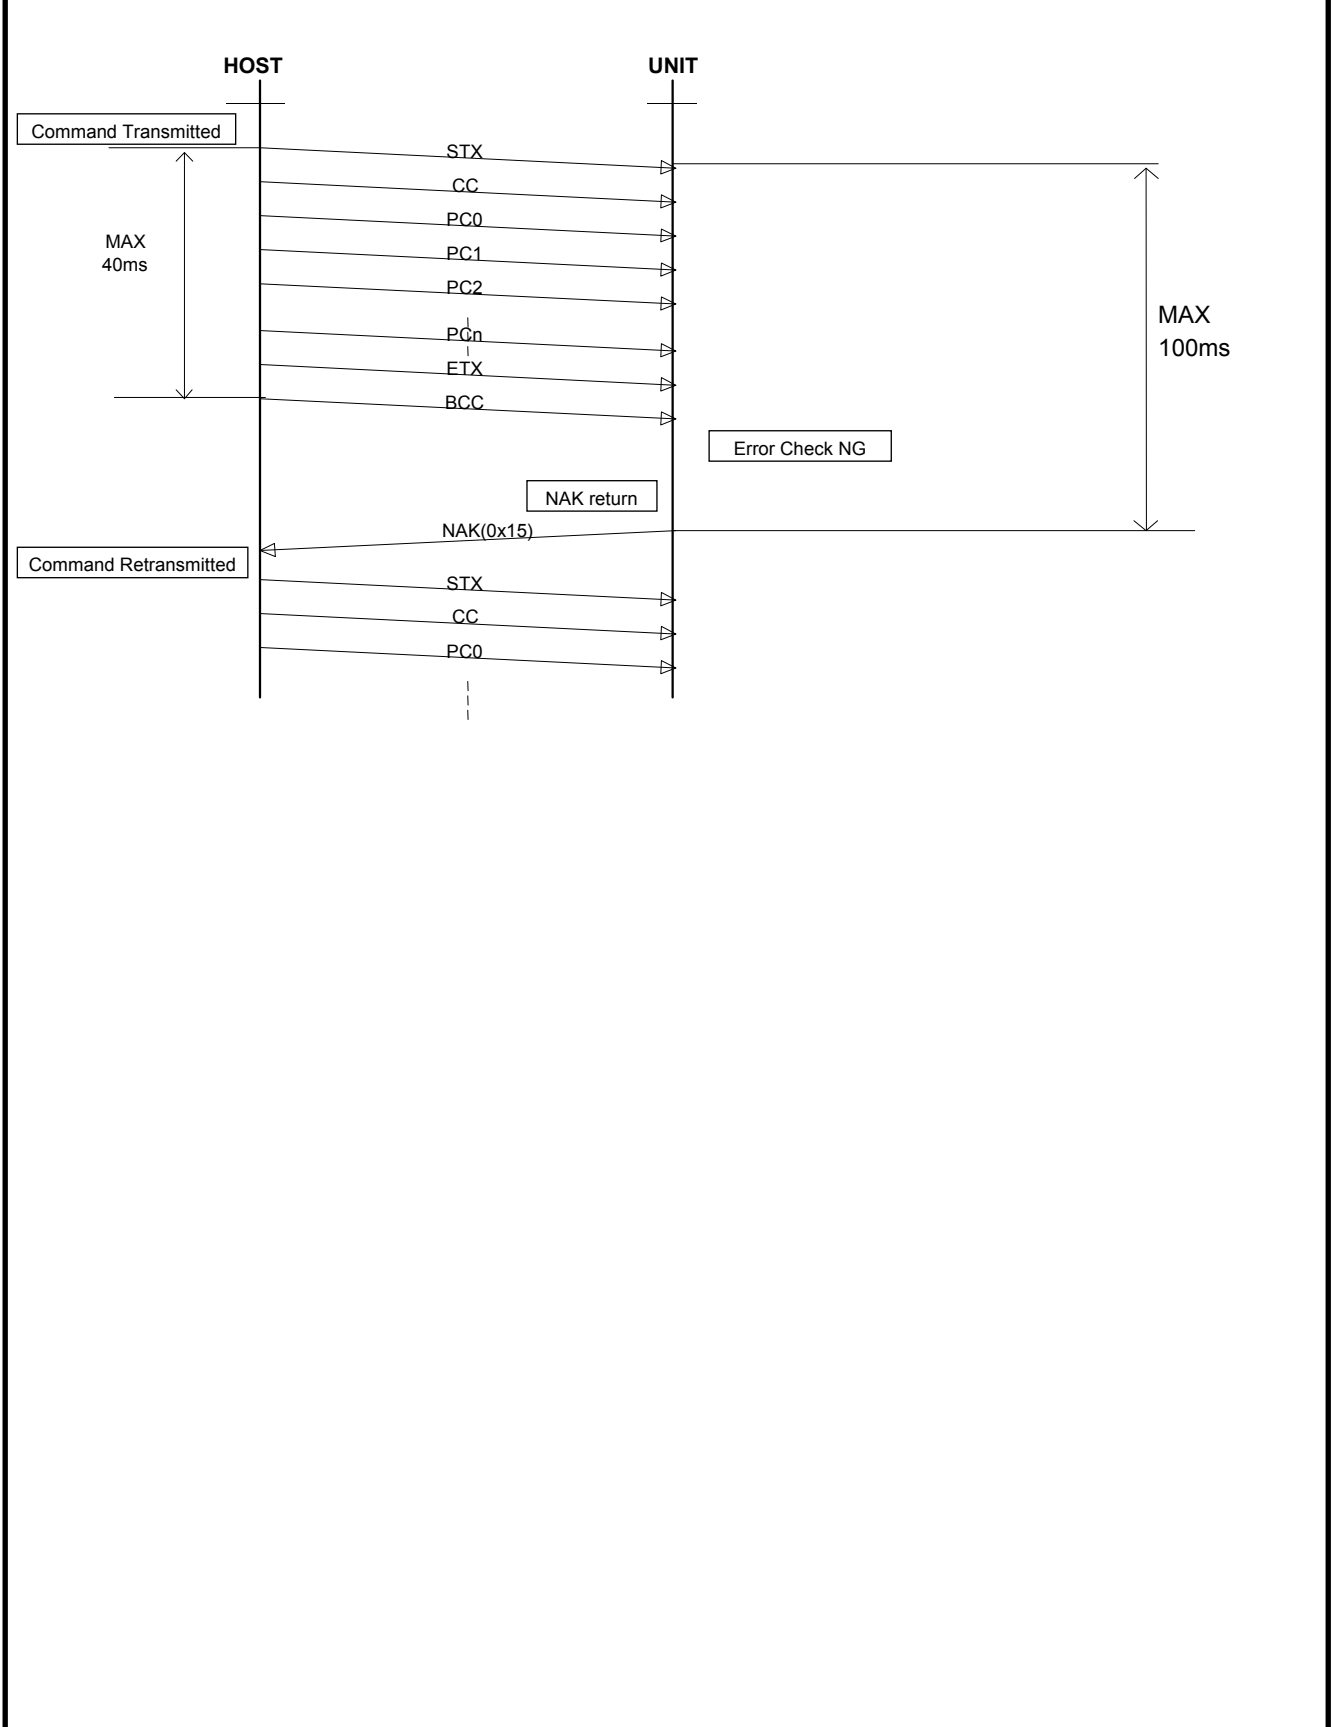 HOST
UNIT
Command Transmitted
STX
CC
PC0
MAX
40ms
PC1
PC2
MAX
100ms
PCn
ETX
BCC
Error Check NG
NAK return
NAK(0x15)
Command Retransmitted
STX
CC
PC0